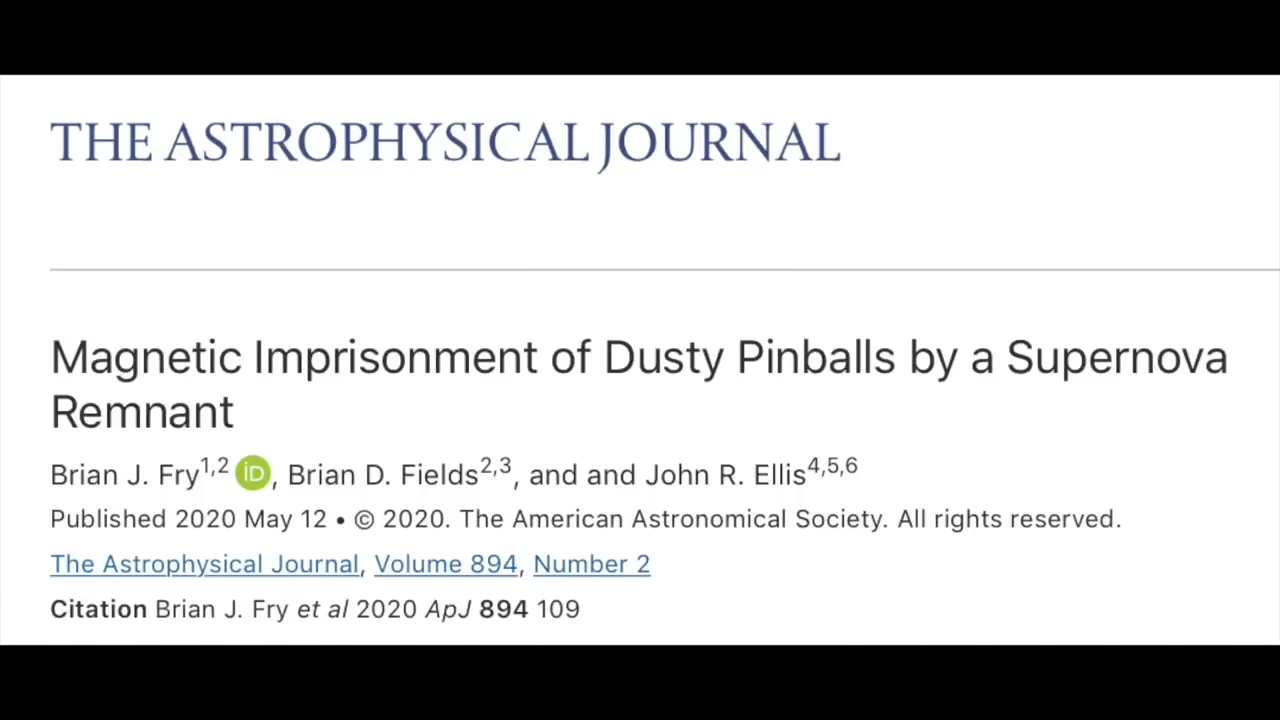 THE ASTROPHYSICAL JOURNAL
Magnetic Imprisonment of Dusty Pinballs by a Supernova
Remnant
Brian J. Fry1,2 iD, Brian D. Fields2,3, and and John R. Ellis4,5,6
Published 2020 May 12 • © 2020. The American Astronomical Society. All rights reserved.
The Astrophysical Journal, Volume 894, Number 2
Citation Brian J. Fry et al 2020 ApJ 894 109